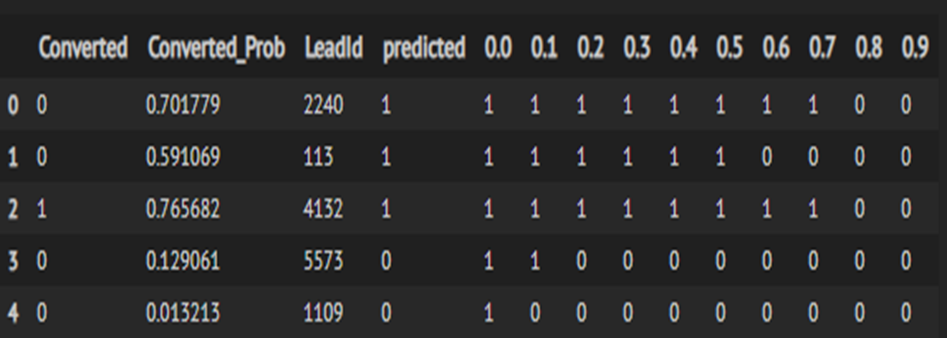 Converted Converted_Prob LeadId predicted 0.0 0.1 0.2 0.3 0.4 0.5 0.6 0.7 0.8 0.9
0 0 0.701779 2240 1 1 1 1 1 1 1 1 1 0 0
1 0 0.591069 113 1 1 1 1 1 1 1 0 0 0 0
2 1 0.765682 4132 1 1 1 1 1 1 1 1 1 0 0
3 0 0.129061 5573 0 1 1 0 0 0 0 0 0 0 0
4 0 0.013213 1109 0 1 0 0 0 0 0 0 0 0 0